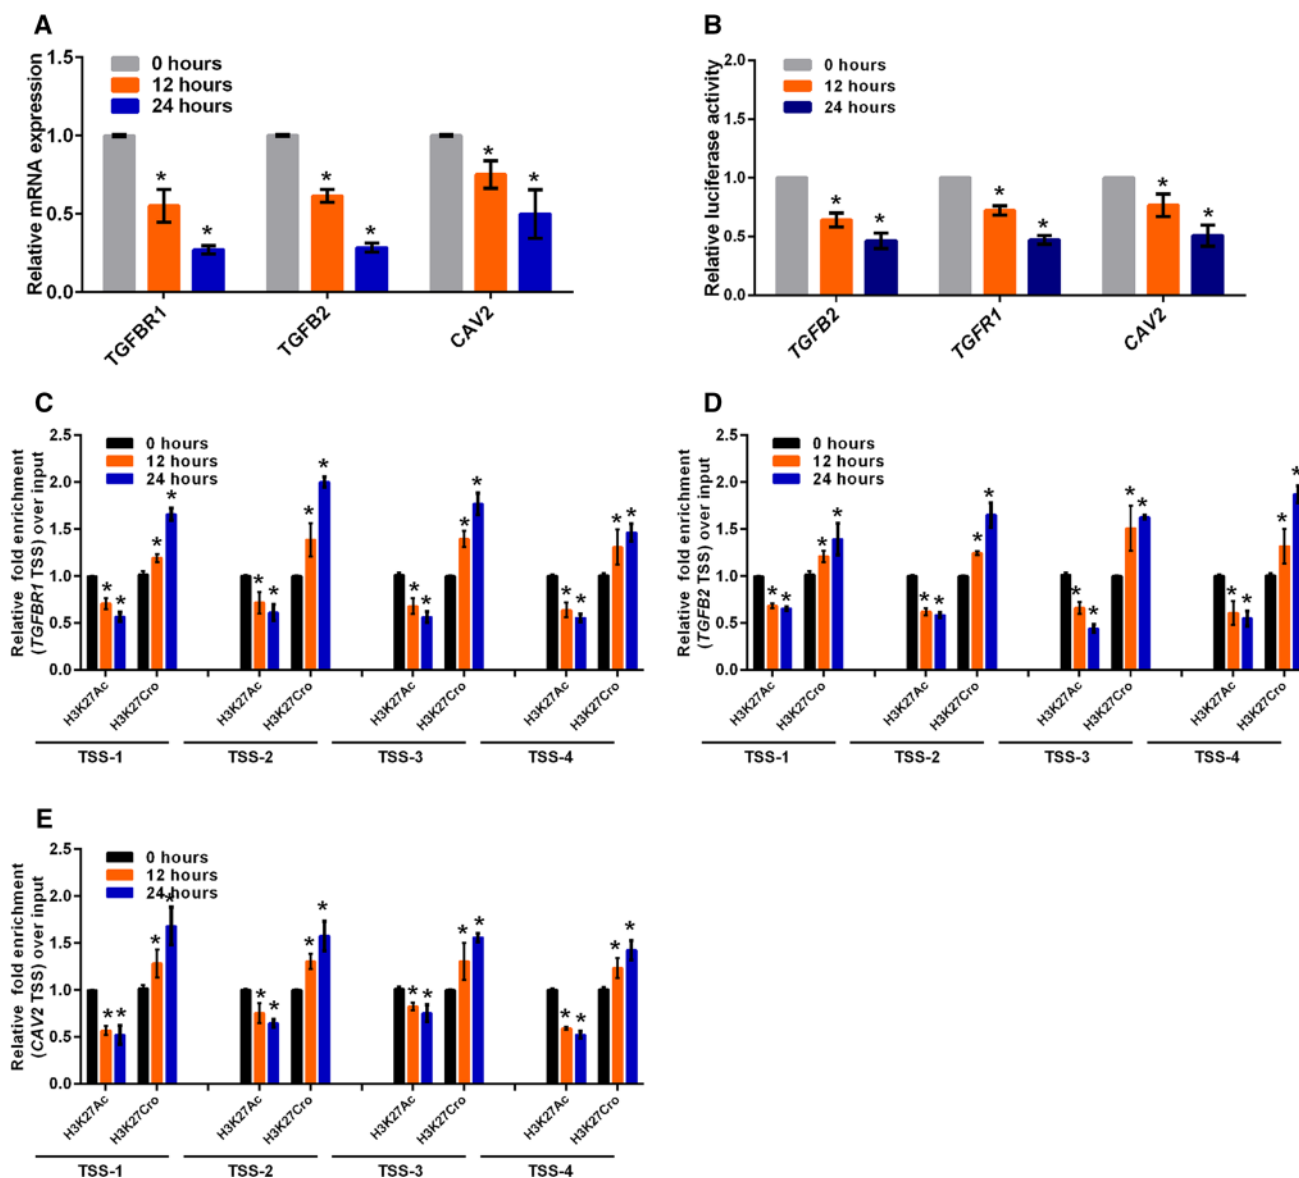 A
Relative mRNA expression
1.5
1.0
0.5
0.0
0 hours
12 hours
24 hours
* * * * * *
TGFBR1 TGFB2 CAV2
B
Relative luciferase activity
2.0
1.5
1.0
0.5
0.0
0 hours
12 hours
24 hours
* * * * * *
TGFB2 TGFR1 CAV2
C
Relative fold enrichment
(TGFBR1 TSS) over input
2.5
2.0
1.5
1.0
0.5
0.0
0 hours
12 hours
24 hours
* * * * * * * * * * * * * * * *
H3K27Ac H3K27Cro H3K27Ac H3K27Cro H3K27Ac H3K27Cro H3K27Ac H3K27Cro
TSS-1 TSS-2 TSS-3 TSS-4
D
Relative fold enrichment
(TGFB2 TSS) over input
2.5
2.0
1.5
1.0
0.5
0.0
0 hours
12 hours
24 hours
* * * * * * * * * * * * * * * *
H3K27Ac H3K27Cro H3K27Ac H3K27Cro H3K27Ac H3K27Cro H3K27Ac H3K27Cro
TSS-1 TSS-2 TSS-3 TSS-4
E
Relative fold enrichment
(CAV2 TSS) over input
2.5
2.0
1.5
1.0
0.5
0.0
0 hours
12 hours
24 hours
* * * * * * * * * * * * * * * *
H3K27Ac H3K27Cro H3K27Ac H3K27Cro H3K27Ac H3K27Cro H3K27Ac H3K27Cro
TSS-1 TSS-2 TSS-3 TSS-4